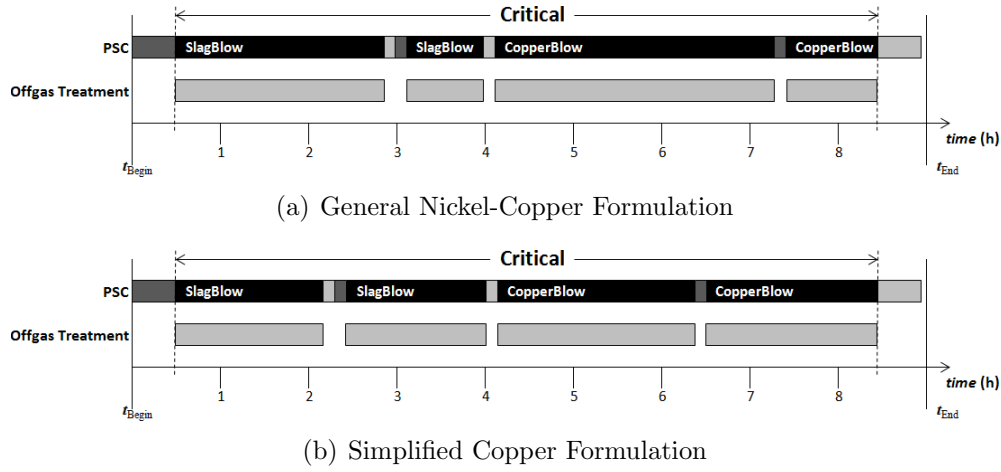 Critical
PSC SlagBlow SlagBlow CopperBlow CopperBlow
Offgas Treatment
1 2 3 4 5 6 7 8 time (h)
tBegin tEnd
(a) General Nickel-Copper Formulation
Critical
PSC SlagBlow SlagBlow CopperBlow CopperBlow
Offgas Treatment
1 2 3 4 5 6 7 8 time (h)
tBegin tEnd
(b) Simplified Copper Formulation